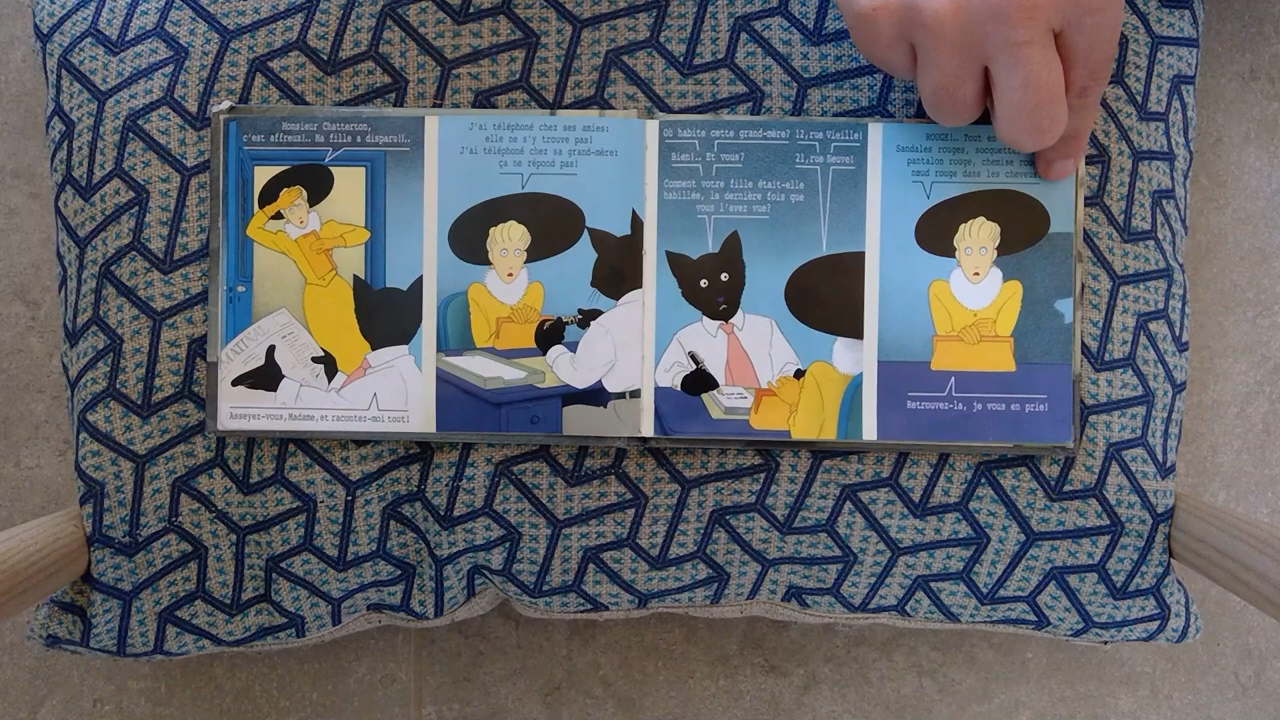 Monsieur Chatterton,
c'est affreux!.. Ma fille a disparu!!..
MATINAL
Asseyez-vous, Madame, et racontez-moi tout!
J'ai téléphoné chez ses amies:
elle ne s'y trouve pas!
J'ai téléphoné chez sa grand-mère:
ça ne répond pas!
Où habite cette grand-mère?
12, rue Vieille!
Bien!.. Et vous?
21, rue Neuve!
Comment votre fille était-elle
habillée, la dernière fois que
vous l'avez vue?
ROUGE!.. Tout
Sandales rouges, socquettes
pantalon rouge, chemise
nœud rouge dans les cheveux
Retrouvez-la, je vous en prie!